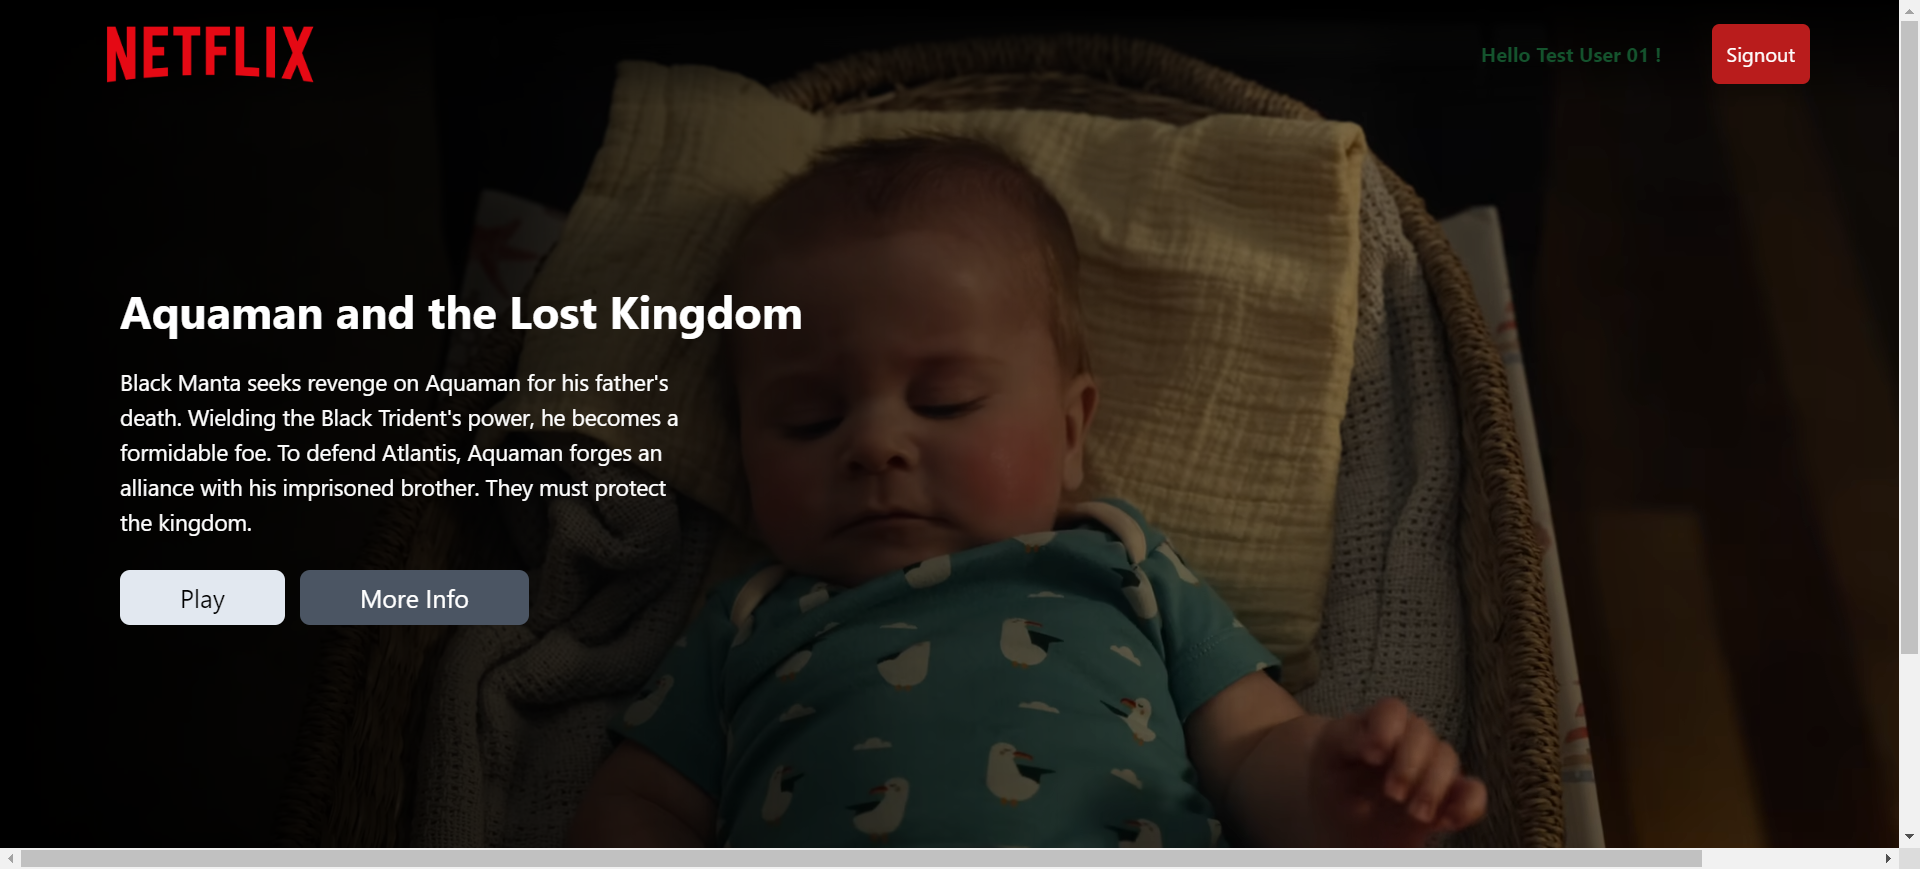 NETFLIX
Hello Test User 01 !
Signout
Aquaman and the Lost Kingdom
Black Manta seeks revenge on Aquaman for his father's
death. Wielding the Black Trident's power, he becomes a
formidable foe. To defend Atlantis, Aquaman forges an
alliance with his imprisoned brother. They must protect
the kingdom.
Play
More Info